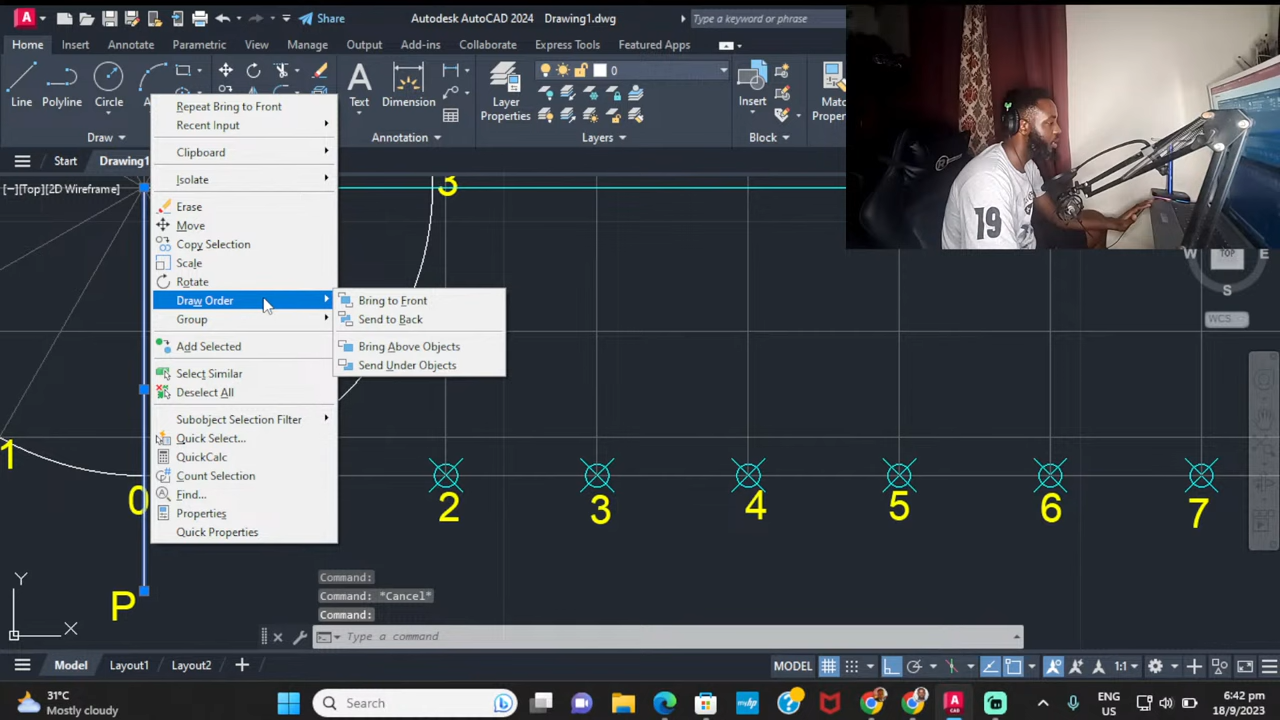 Share
Autodesk AutoCAD 2024 Drawing1.dwg
Type a keyword or phrase
Home Insert Annotate Parametric View Manage Output Add-ins Collaborate Express Tools Featured Apps
0
Line Polyline Circle
Text Dimension
Layer
Properties
Insert
Draw
Annotation
Layers
Block
Start Drawing1
[−][Top][2D Wireframe]
Repeat Bring to Front
Recent Input
Clipboard
Isolate
Erase
Move
Copy Selection
Scale
Rotate
Draw Order
Group
Add Selected
Select Similar
Deselect All
Subobject Selection Filter
Quick Select...
QuickCalc
Count Selection
Find...
Properties
Quick Properties
Bring to Front
Send to Back
Bring Above Objects
Send Under Objects
3
1
0 2 3 4 5 6 7
P
19
W TOP E
S
WCS
Y
X
Command:
Command: *Cancel*
Command:
Type a command
Model Layout1 Layout2
MODEL
1:1
31°C
Mostly cloudy
Search
ENG
US
6:42 pm
18/9/2023